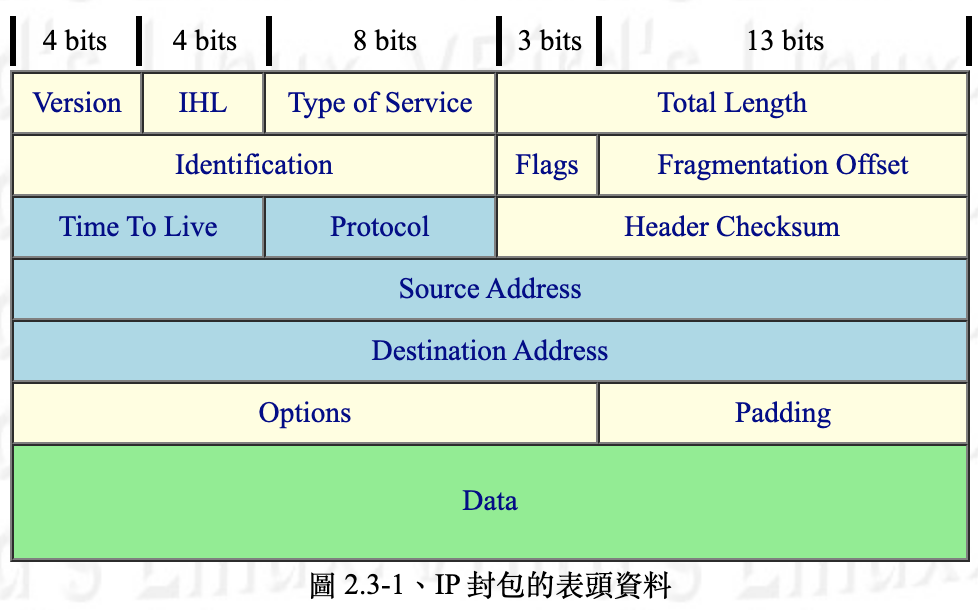 4 bits 4 bits 8 bits 3 bits 13 bits
Version IHL Type of Service Total Length
Identification Flags Fragmentation Offset
Time To Live Protocol Header Checksum
Source Address
Destination Address
Options Padding
Data
圖 2.3-1、IP 封包的表頭資料